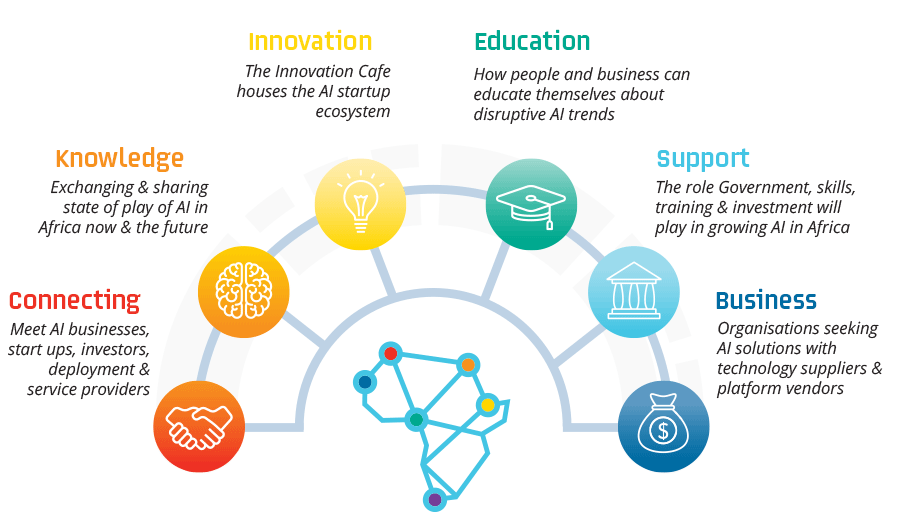 Innovation
The Innovation Cafe
houses the AI startup
ecosystem
Education
How people and business can
educate themselves about
disruptive AI trends
Knowledge
Exchanging & sharing
state of play of AI in
Africa now & the future
Support
The role Government, skills,
training & investment will
play in growing AI in Africa
Connecting
Meet AI businesses,
start ups, investors,
deployment &
service providers
Business
Organisations seeking
AI solutions with
technology suppliers &
platform vendors
$